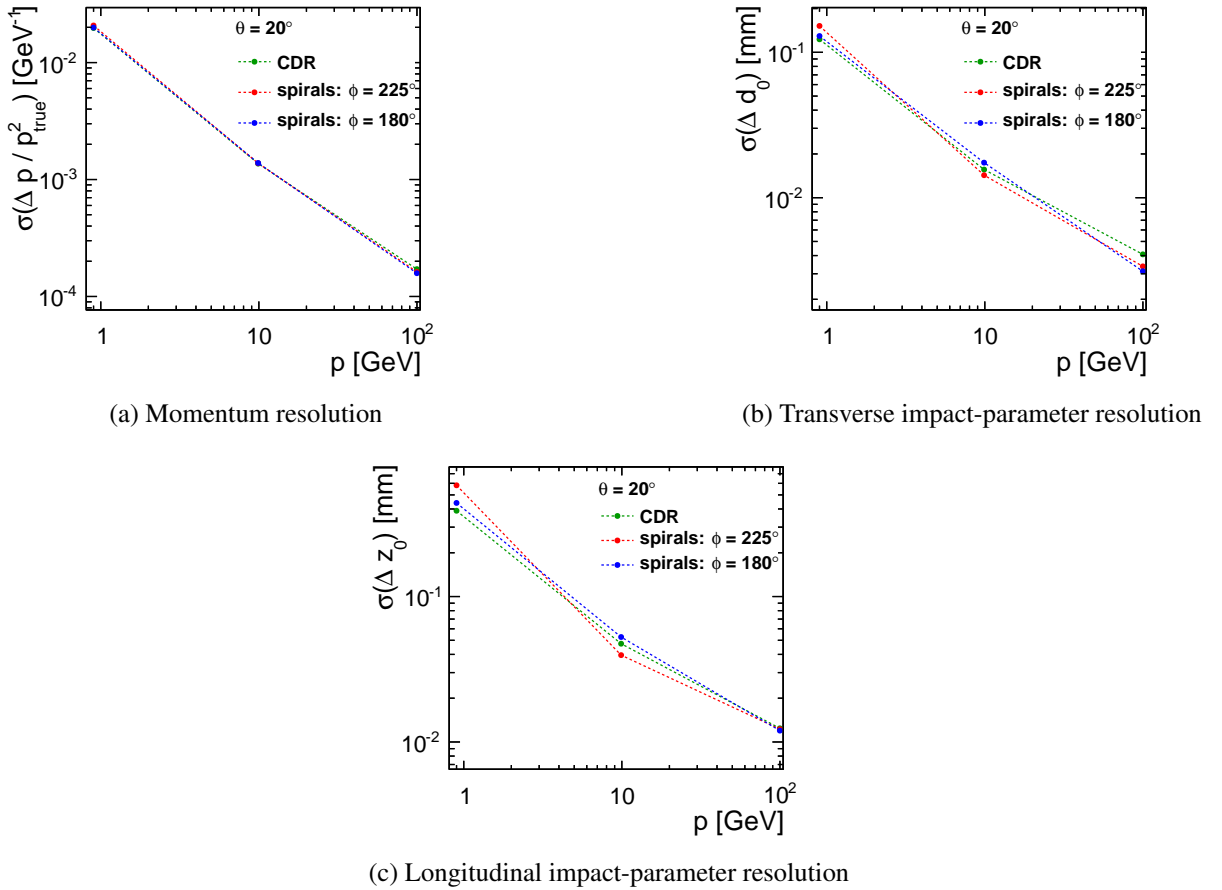 σ(Δ p / p²_true) [GeV⁻¹]
10⁻²
10⁻³
10⁻⁴
θ = 20°
CDR
spirals: ϕ = 225°
spirals: ϕ = 180°
1 10 10²
p [GeV]
(a) Momentum resolution
σ(Δ d₀) [mm]
10⁻¹
10⁻²
θ = 20°
CDR
spirals: ϕ = 225°
spirals: ϕ = 180°
1 10 10²
p [GeV]
(b) Transverse impact-parameter resolution
σ(Δ z₀) [mm]
10⁻¹
10⁻²
θ = 20°
CDR
spirals: ϕ = 225°
spirals: ϕ = 180°
1 10 10²
p [GeV]
(c) Longitudinal impact-parameter resolution